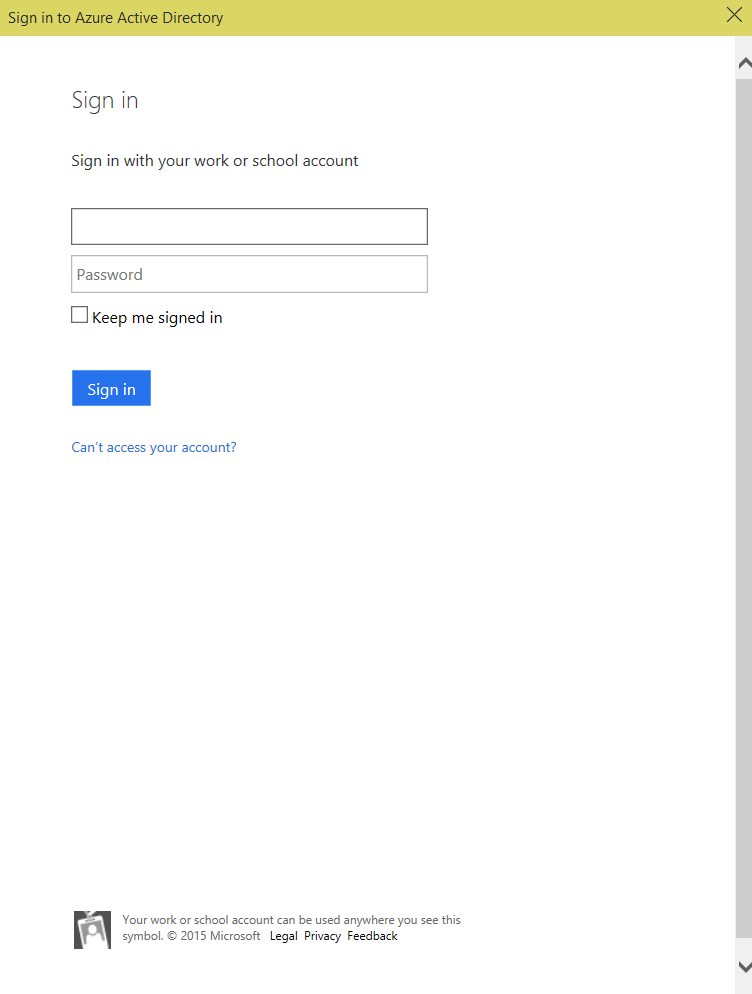 Sign in to Azure Active Directory
Sign in
Sign in with your work or school account
Password
Keep me signed in
Sign in
Can't access your account?
Your work or school account can be used anywhere you see this
symbol. © 2015 Microsoft Legal Privacy Feedback